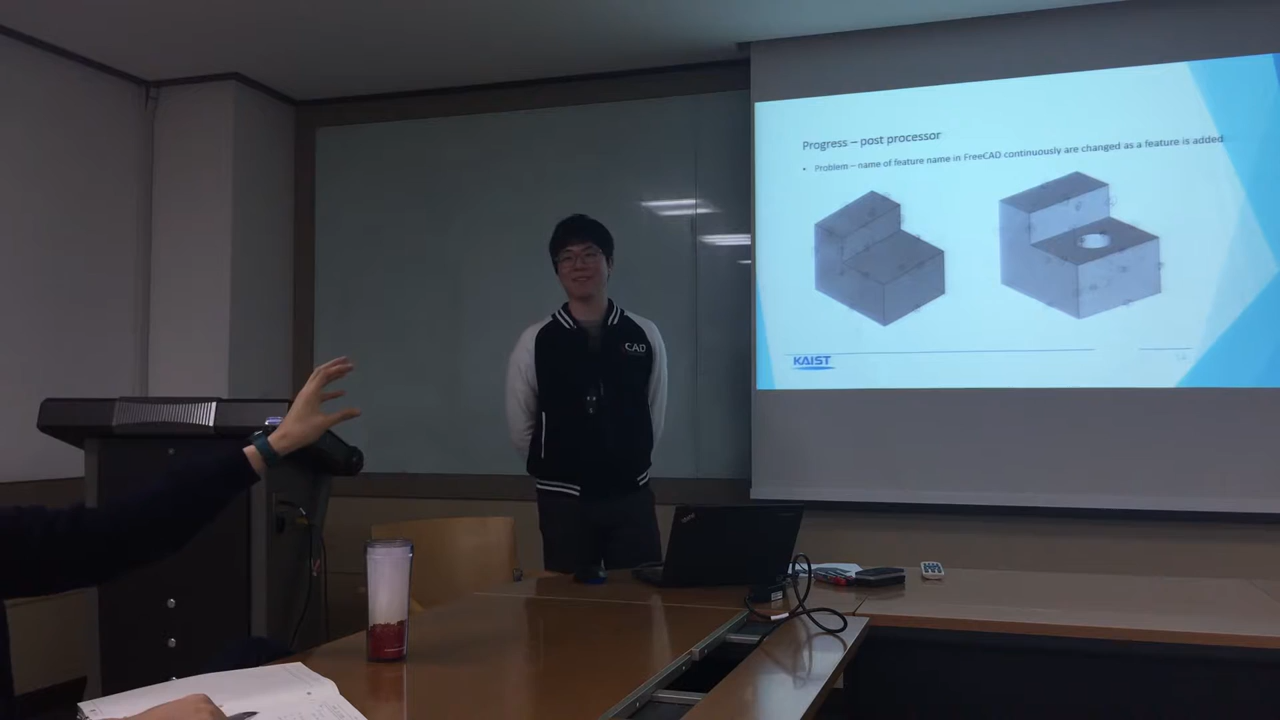 Progress – post processor
• Problem – name of feature name in FreeCAD continuously are changed as a feature is added
CAD
KAIST